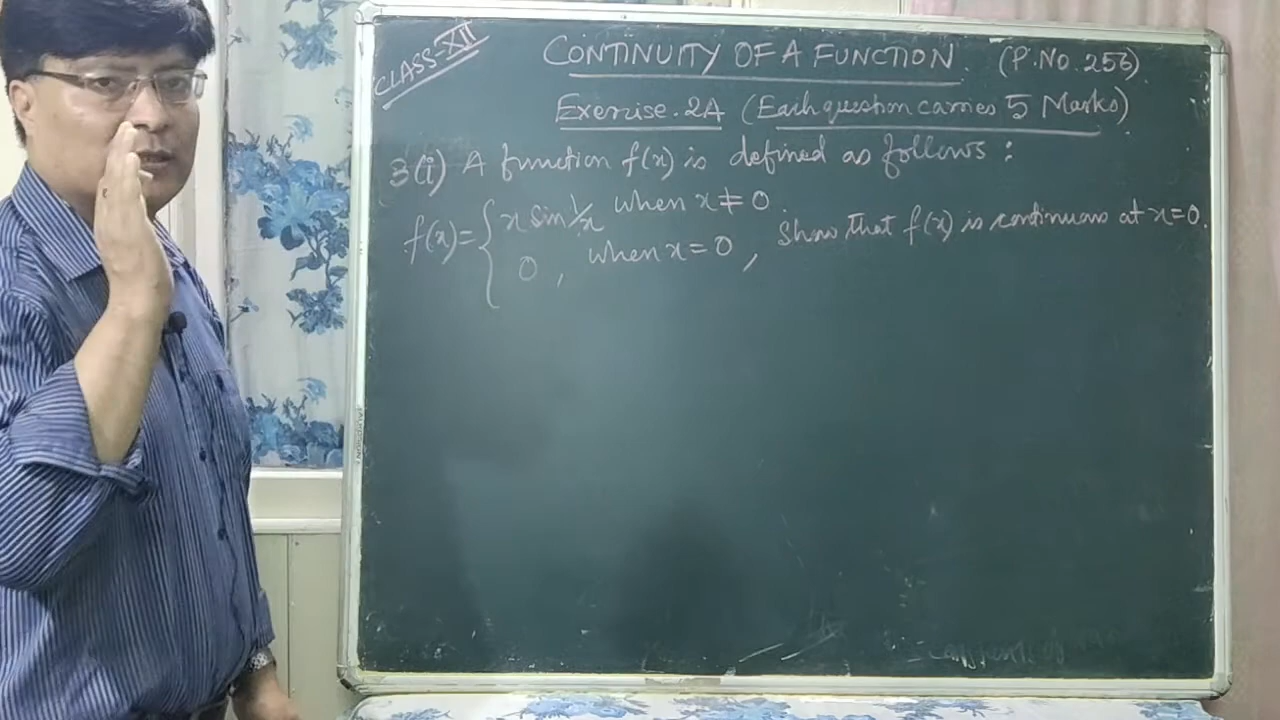 CLASS-XII
CONTINUITY OF A FUNCTION. (P.NO.256).
Exercise.2A (Each question carries 5 Marks)
3(i) A function f(x) is defined as follows :
f(x)= { x sin 1/x when x ≠ 0
0 , when x = 0 , Show that f(x) is continuous at x=0.